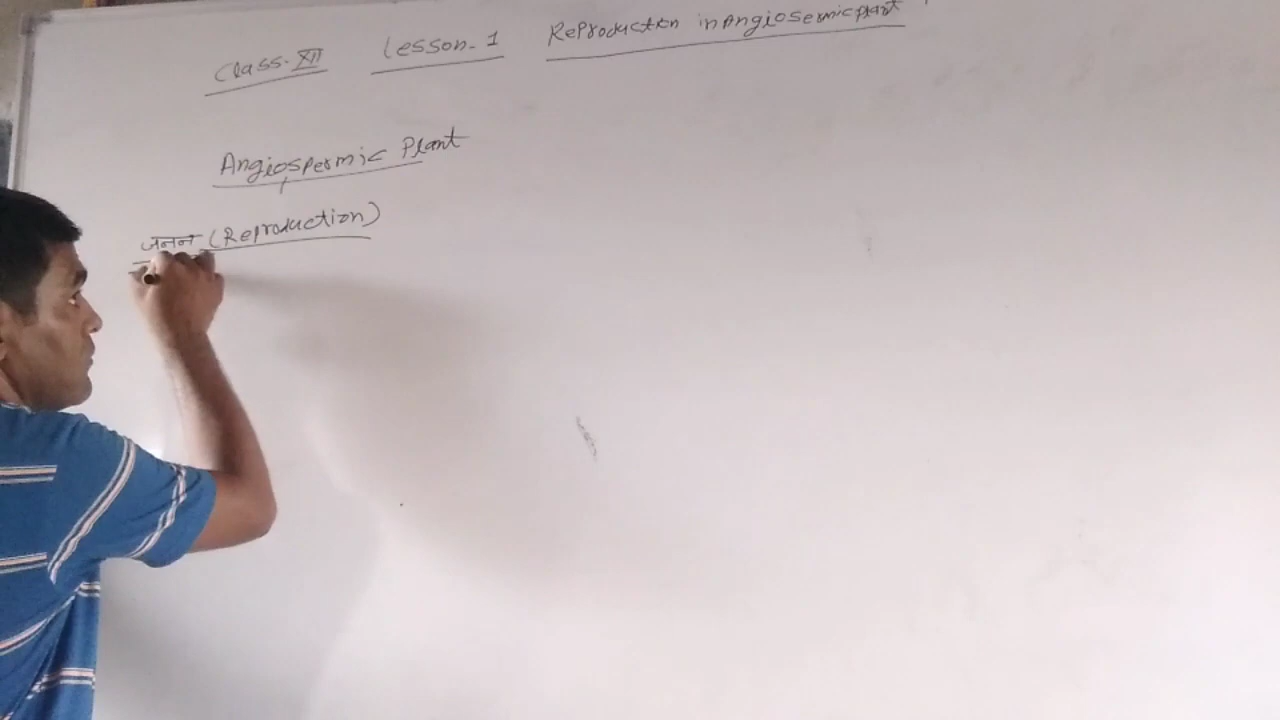 Class-XII Lesson-1 Reproduction in Angiosermic plant
Angiospermic Plant
जनन (Reproduction)